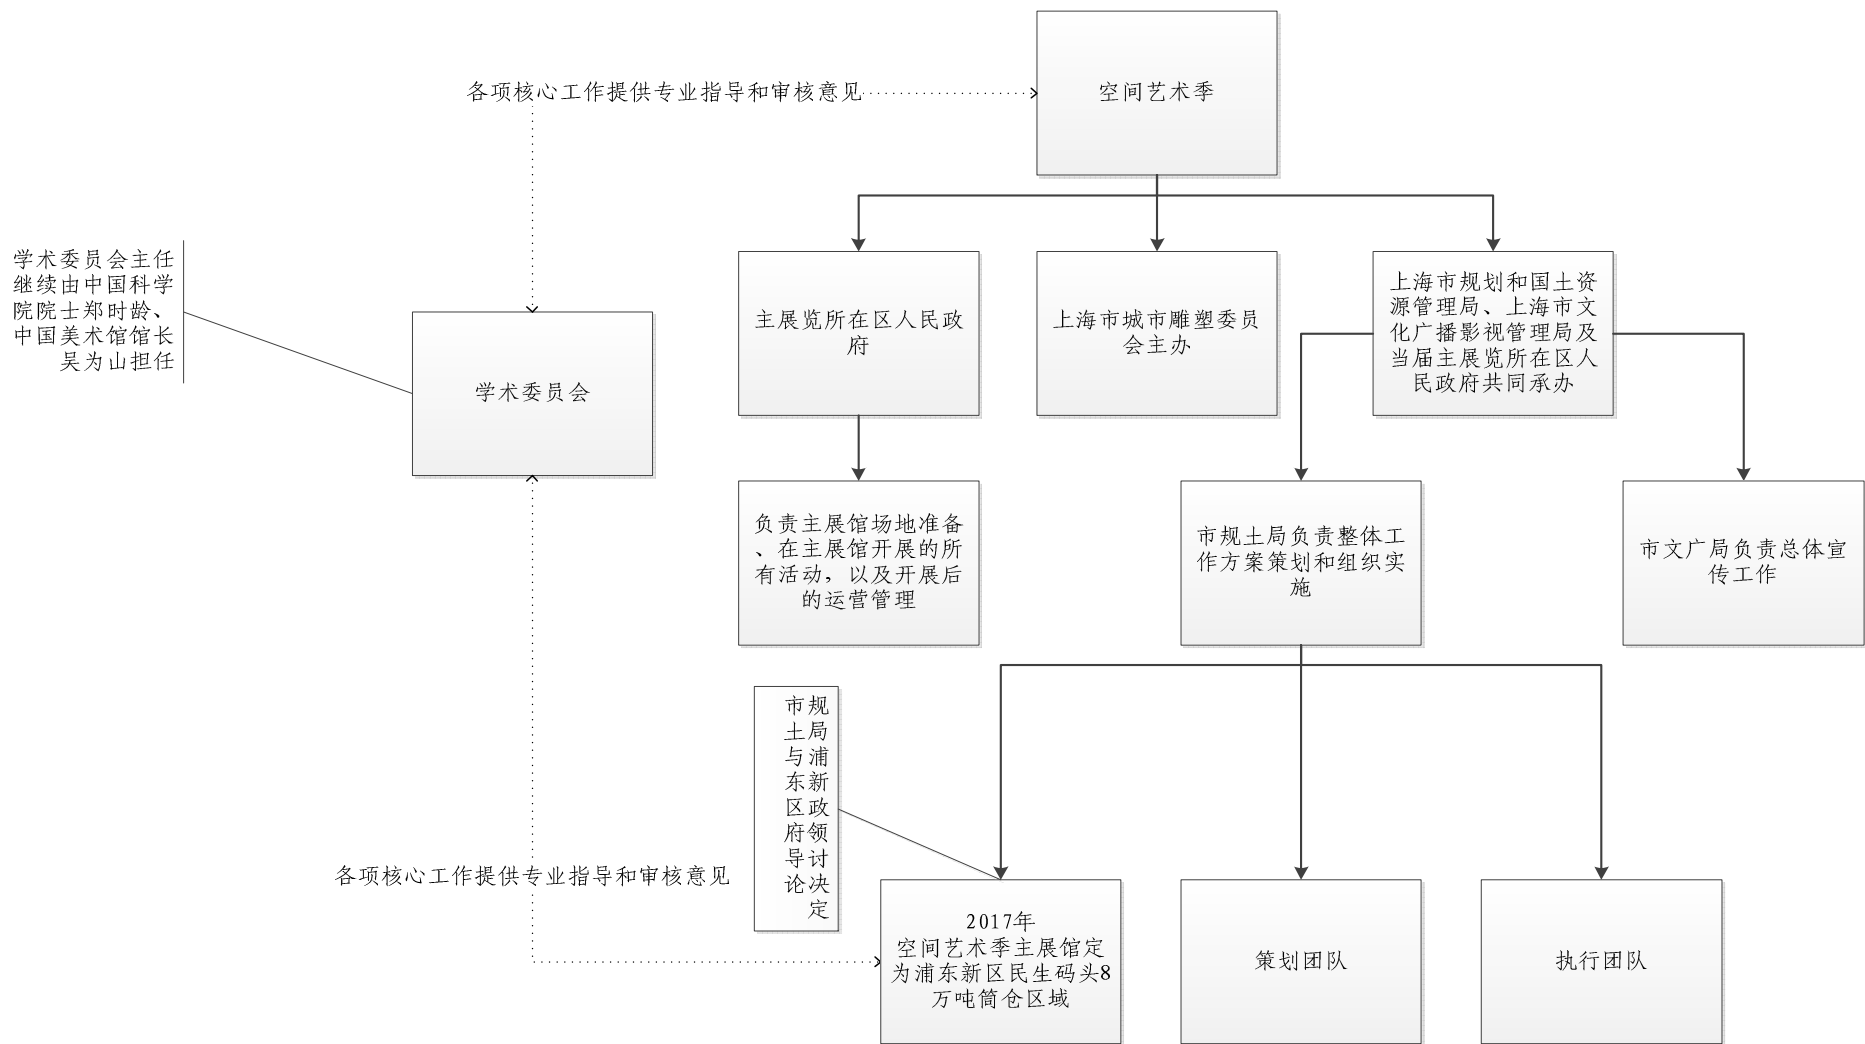 空间艺术季
各项核心工作提供专业指导和审核意见
学术委员会主任
继续由中国科学
院院士郑时龄、
中国美术馆馆长
吴为山担任
学术委员会
主展览所在区人民政
府
上海市城市雕塑委员
会主办
上海市规划和国土资
源管理局、上海市文
化广播影视管理局及
当届主展览所在区人
民政府共同承办
负责主展馆场地准备
、在主展馆开展的所
有活动，以及开展后
的运营管理
市规土局负责整体工
作方案策划和组织实
施
市文广局负责总体宣
传工作
市规
土局
与浦
东新
区政
府领
导讨
论决
定
各项核心工作提供专业指导和审核意见
2017年
空间艺术季主展馆定
为浦东新区民生码头8
万吨筒仓区域
策划团队
执行团队